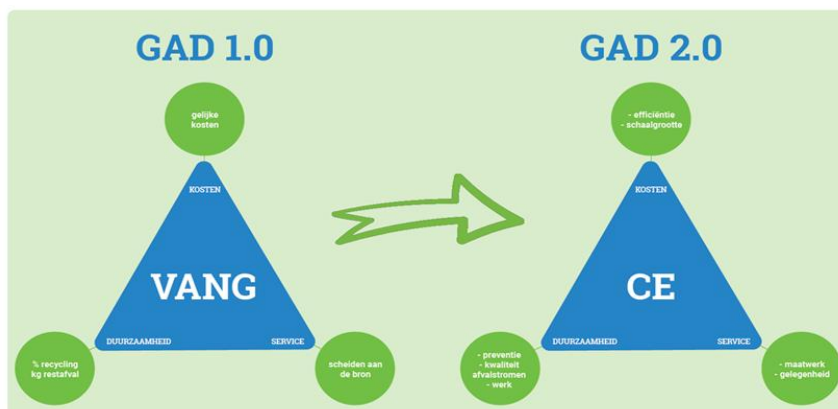 GAD 1.0
gelijke
kosten
KOSTEN
VANG
DUURZAAMHEID
SERVICE
% recycling
kg restafval
scheiden aan
de bron
GAD 2.0
- efficiëntie
- schaalgrootte
KOSTEN
CE
DUURZAAMHEID
SERVICE
- preventie
- kwaliteit
afvalstromen
- werk
- maatwerk
- gelegenheid